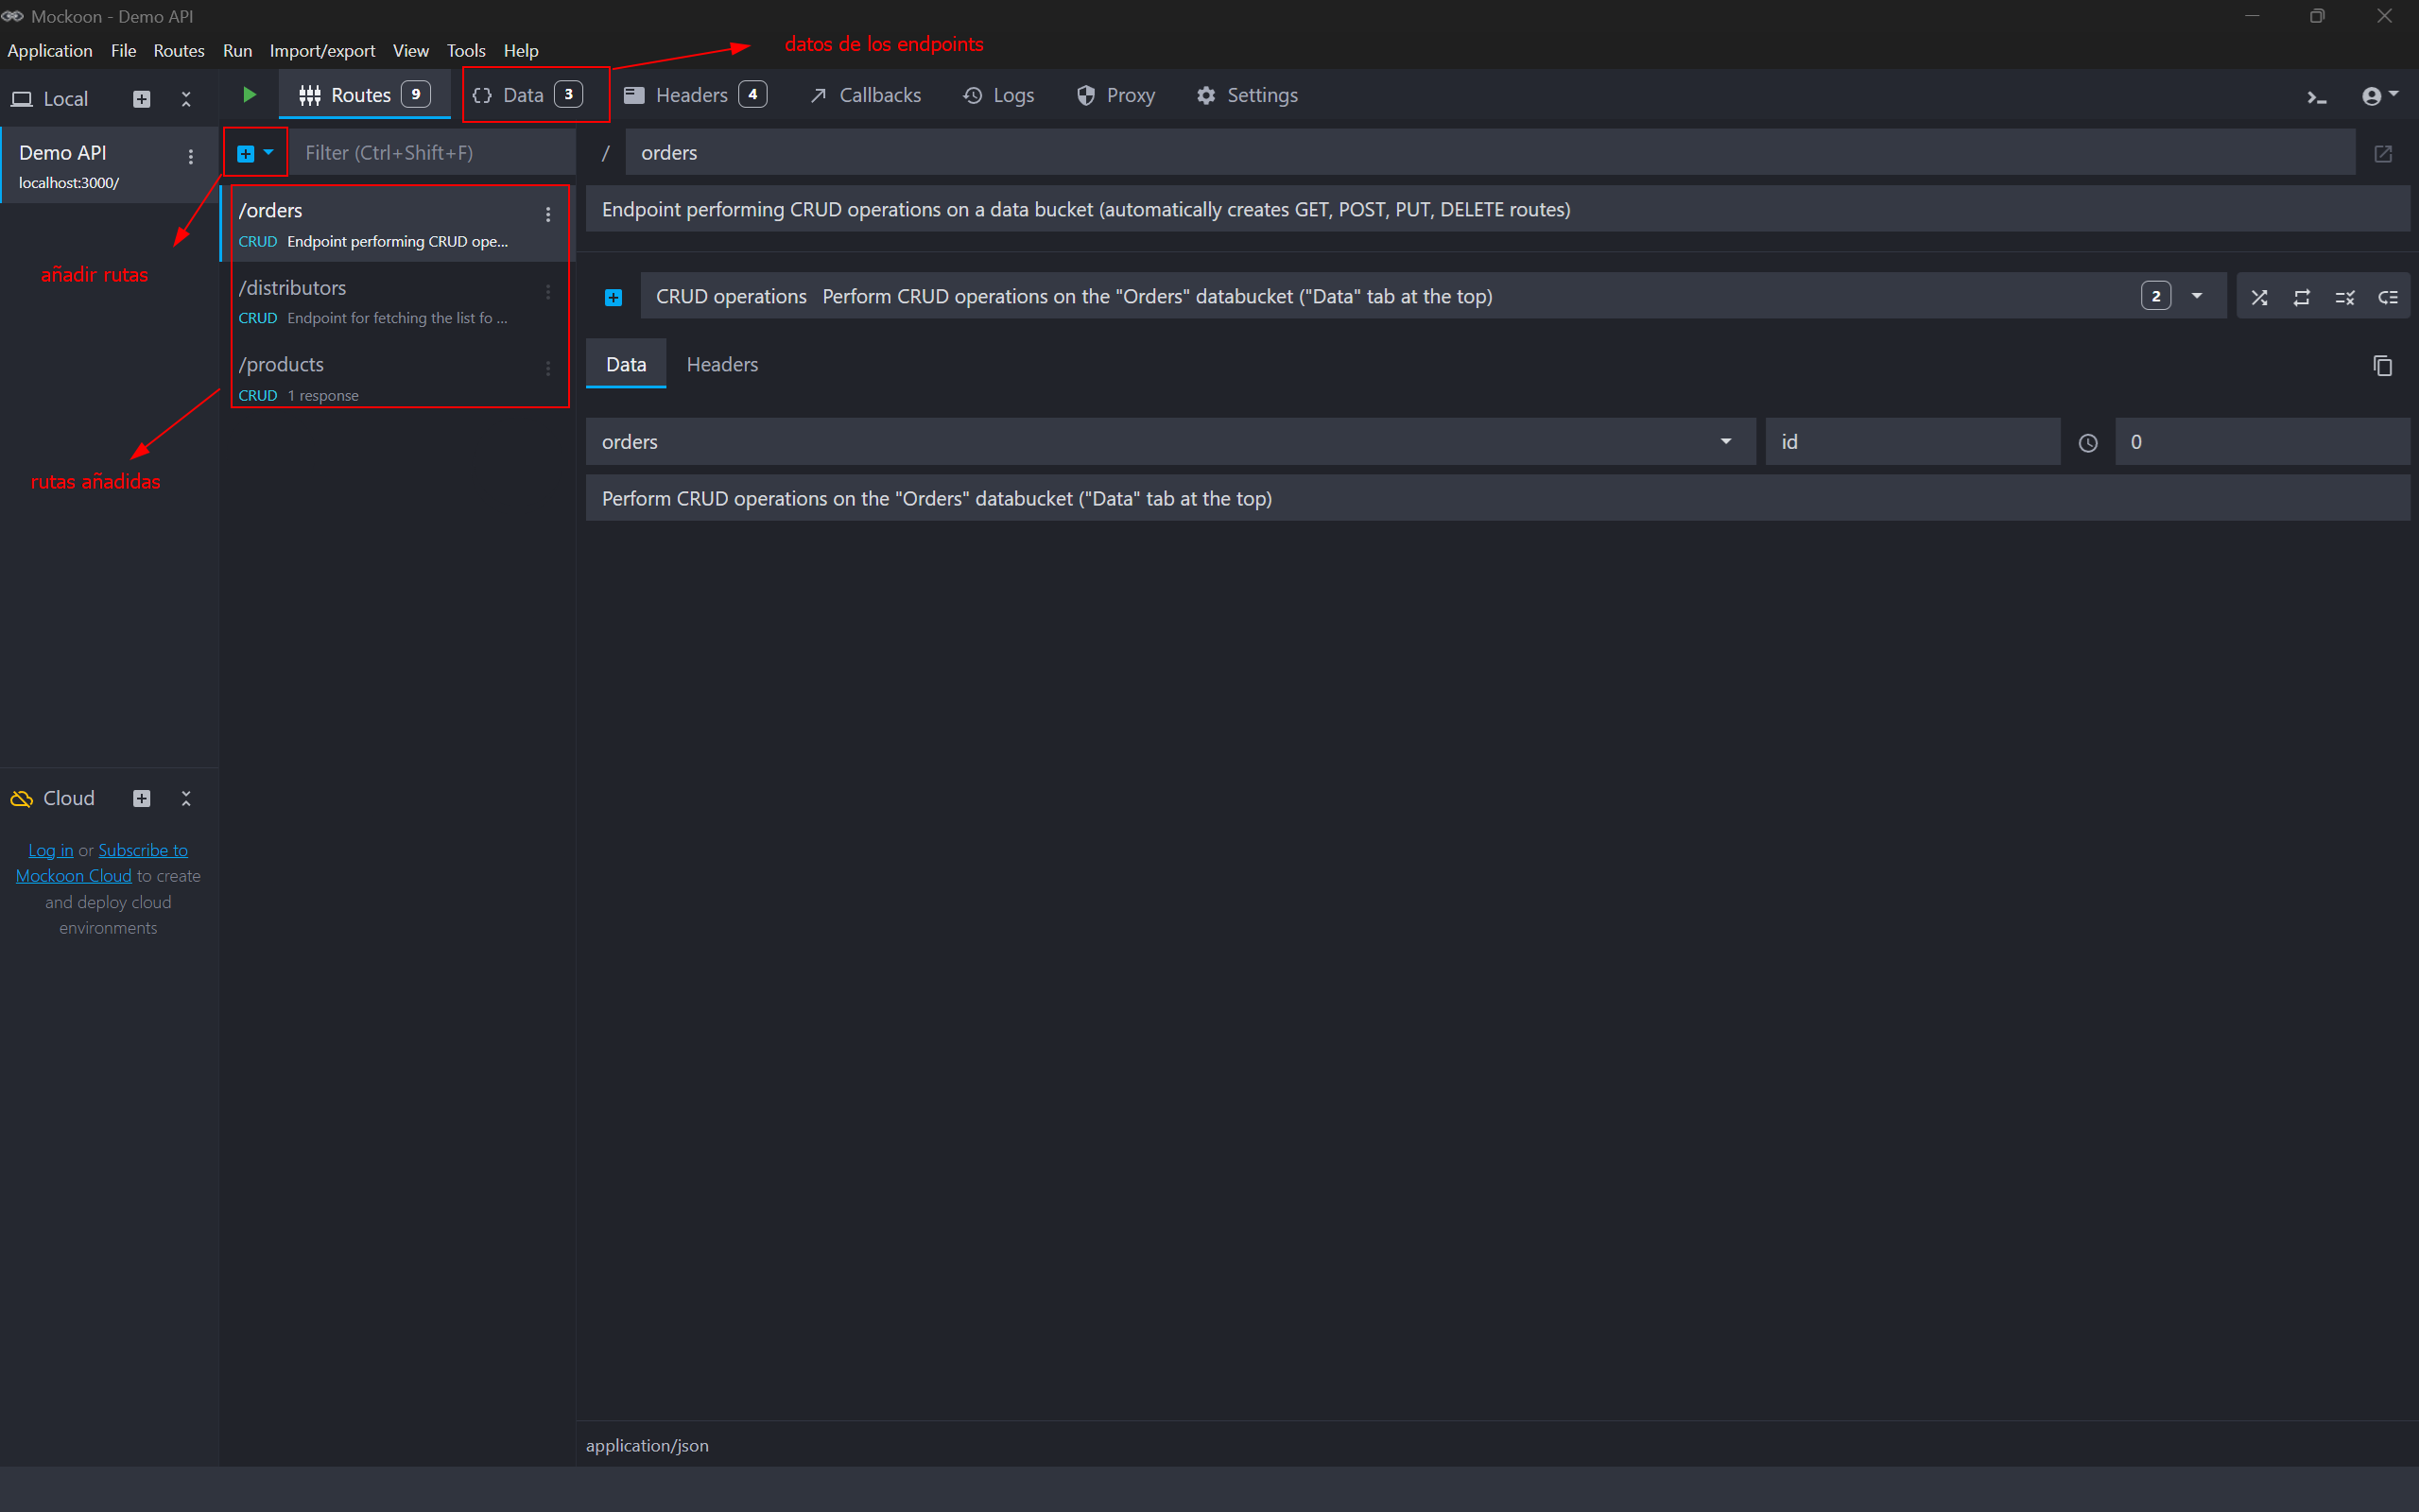 Mockoon - Demo API
Application File Routes Run Import/export View Tools Help
datos de los endpoints
Local
Routes 9
Data 3
Headers 4
Callbacks
Logs
Proxy
Settings
Demo API
localhost:3000/
Filter (Ctrl+Shift+F)
/ orders
/orders
CRUD Endpoint performing CRUD ope...
Endpoint performing CRUD operations on a data bucket (automatically creates GET, POST, PUT, DELETE routes)
añadir rutas
/distributors
CRUD Endpoint for fetching the list fo ...
CRUD operations Perform CRUD operations on the "Orders" databucket ("Data" tab at the top) 2
/products
CRUD 1 response
Data Headers
rutas añadidas
orders
id
0
Perform CRUD operations on the "Orders" databucket ("Data" tab at the top)
Cloud
Log in or Subscribe to
Mockoon Cloud to create
and deploy cloud
environments
application/json